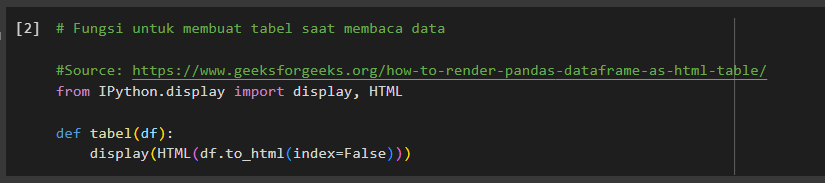 [2] # Fungsi untuk membuat tabel saat membaca data
#Source: https://www.geeksforgeeks.org/how-to-render-pandas-dataframe-as-html-table/
from IPython.display import display, HTML
def tabel(df):
    display(HTML(df.to_html(index=False)))